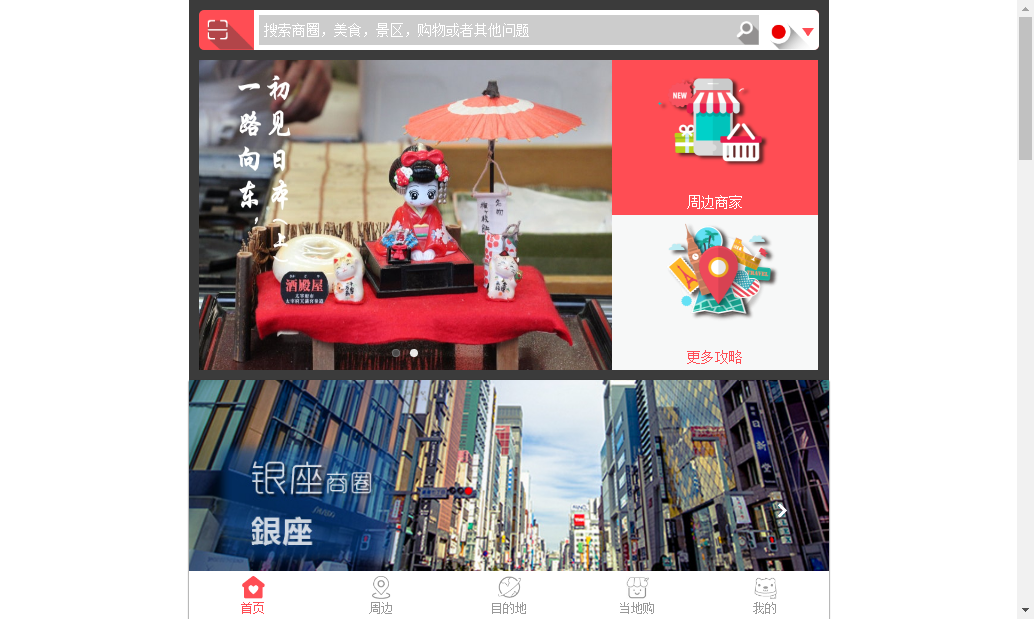 搜索商圈，美食，景区，购物或者其他问题
初见日本（上）
一路向东，
酒殿屋
NEW
周边商家
更多攻略
银座商圈
銀座
首页
周边
目的地
当地购
我的